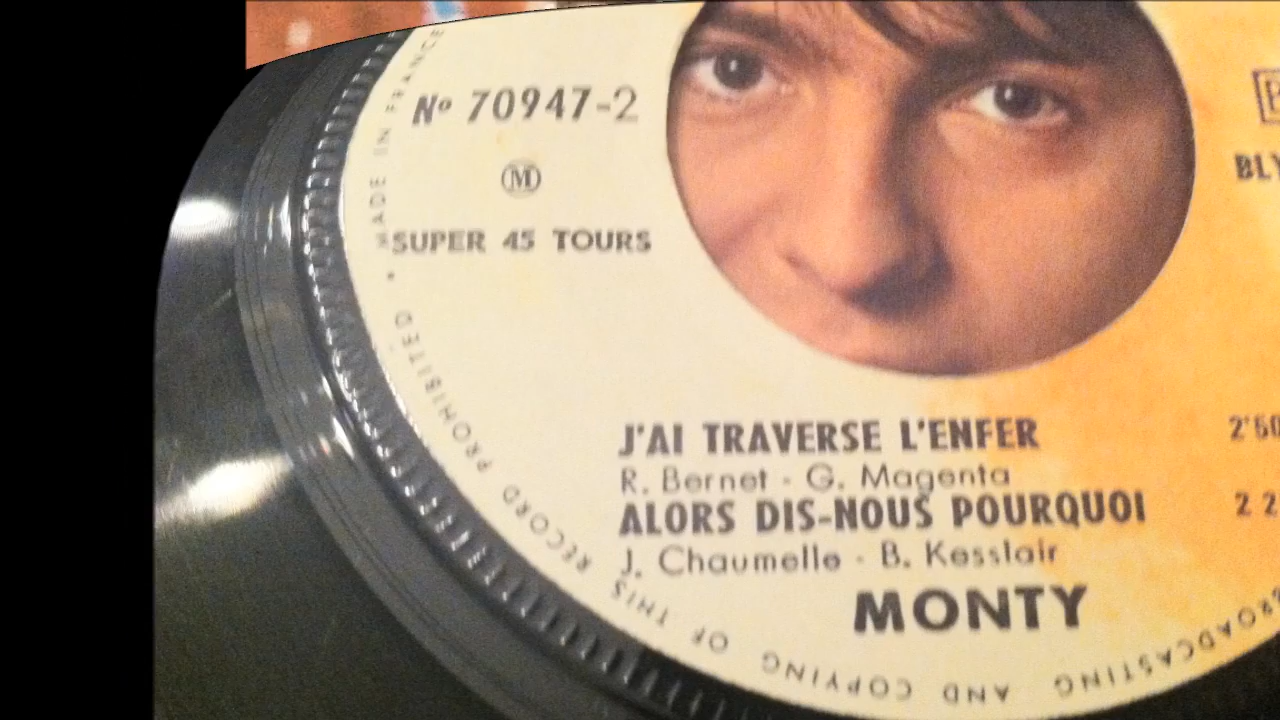 No 70947-2
M
SUPER 45 TOURS
J'AI TRAVERSE L'ENFER
R. Bernet - G. Magenta
ALORS DIS-NOUS POURQUOI
J. Chaumelle - B. Kesslair
MONTY
BROADCASTING AND COPYING OF THIS RECORD PROHIBITED • MADE IN FRANCE